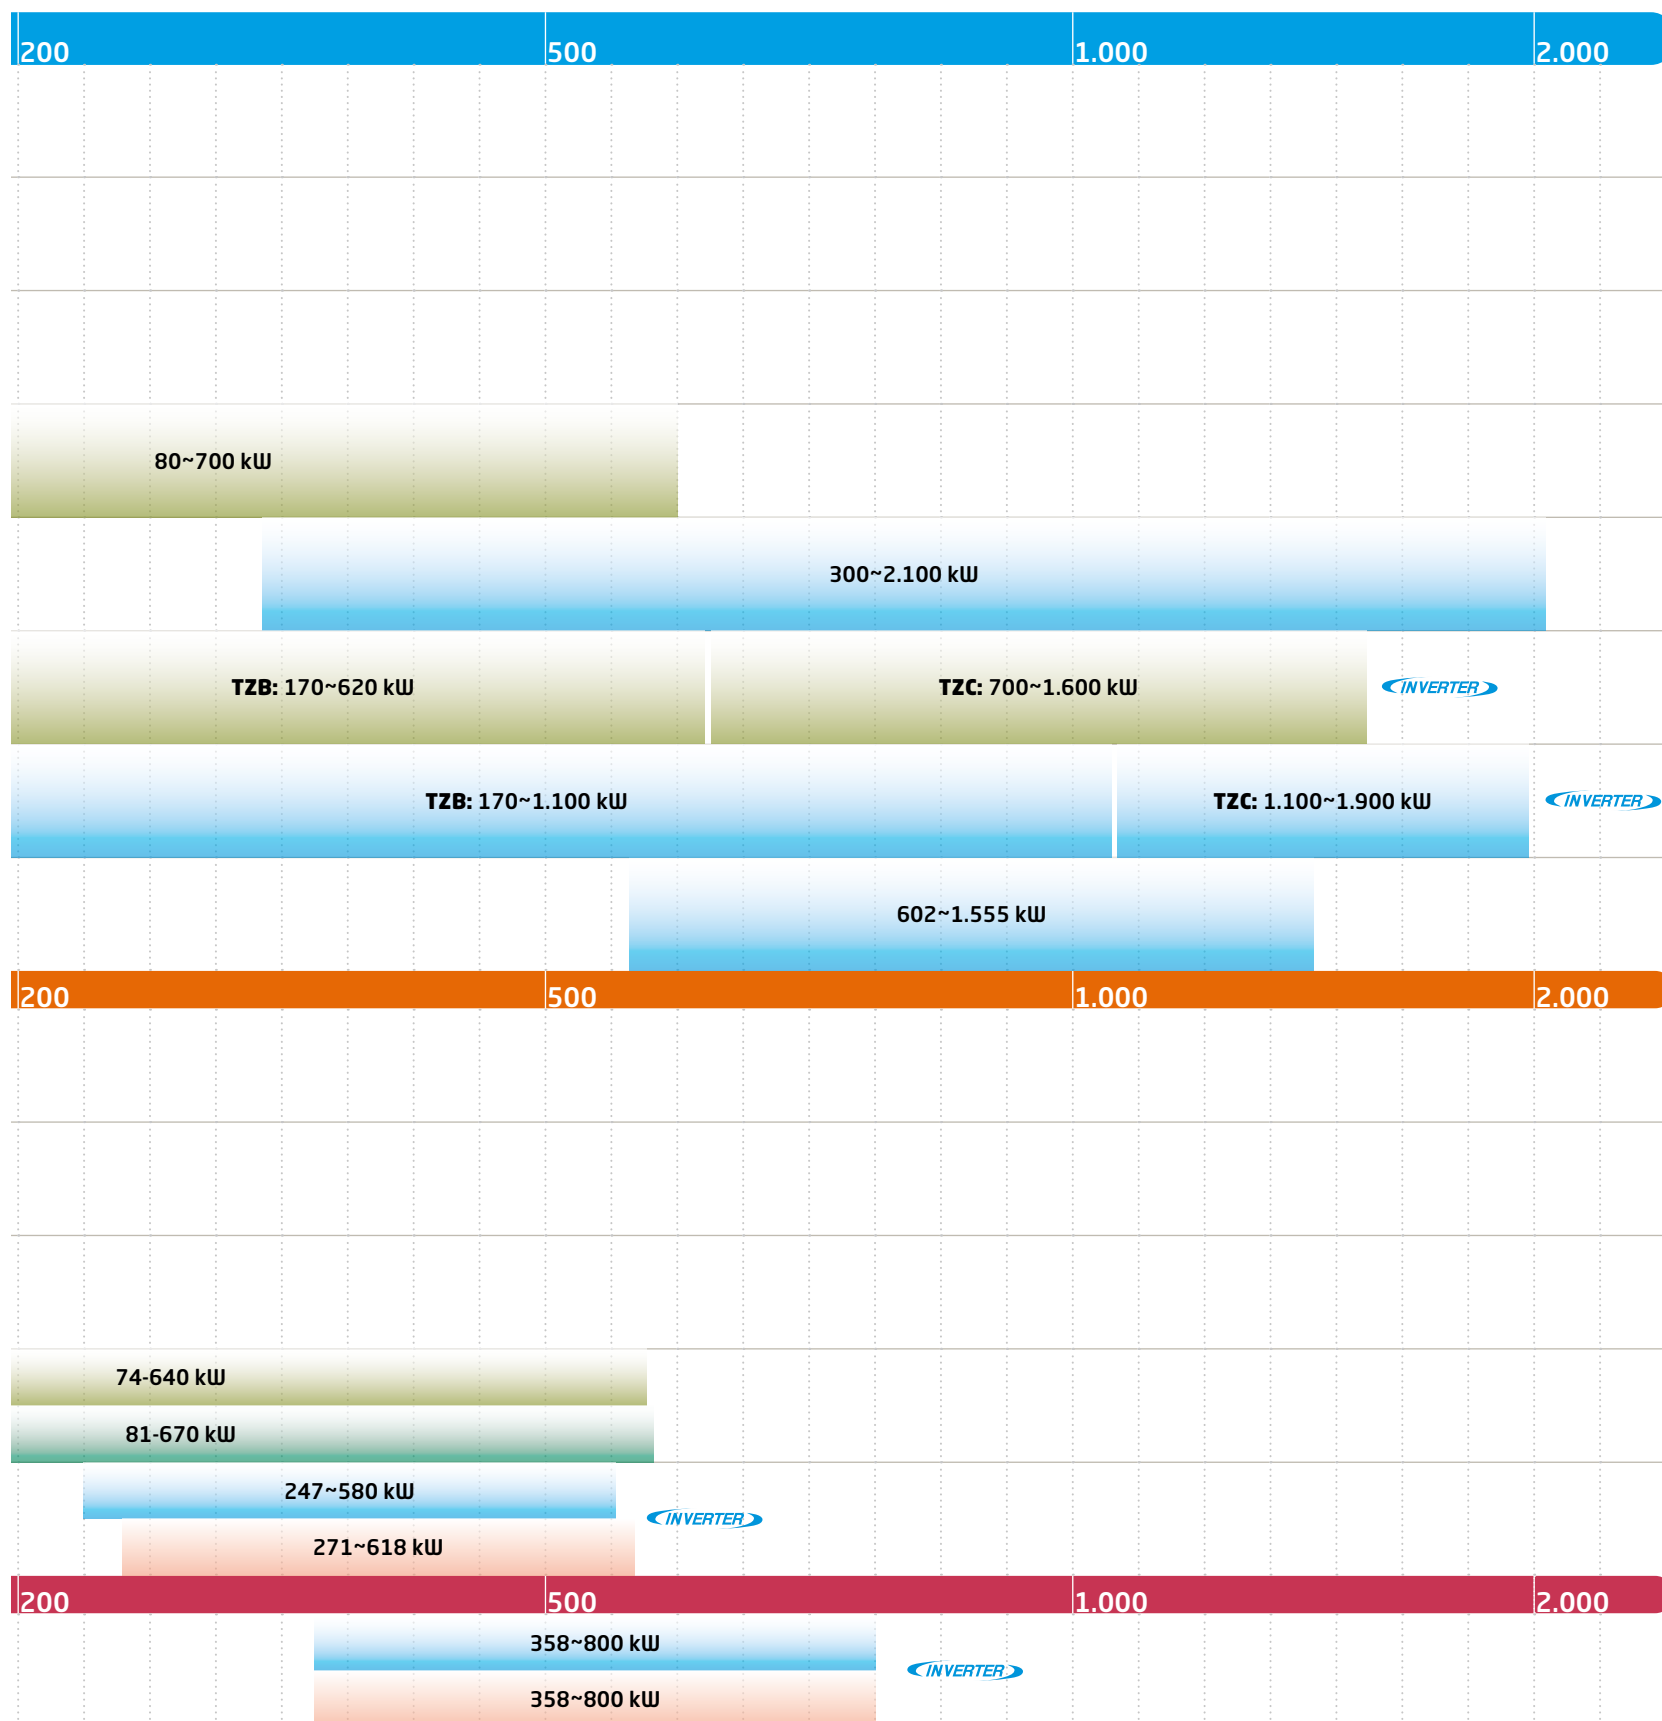 200 500 1.000 2.000
80~700 kW
300~2.100 kW
TZB: 170~620 kW TZC: 700~1.600 kW INVERTER
TZB: 170~1.100 kW TZC: 1.100~1.900 kW INVERTER
602~1.555 kW
200 500 1.000 2.000
74-640 kW
81-670 kW
247~580 kW
INVERTER
271~618 kW
200 500 1.000 2.000
358~800 kW
INVERTER
358~800 kW